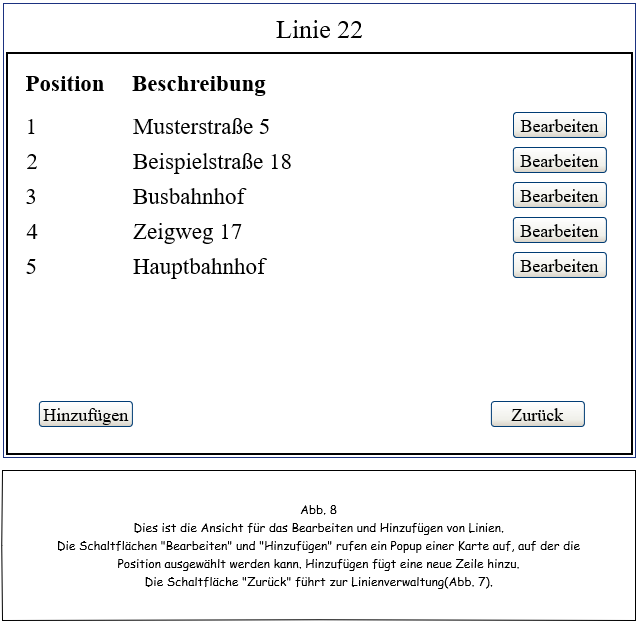 Linie 22
Position Beschreibung
1 Musterstraße 5 Bearbeiten
2 Beispielstraße 18 Bearbeiten
3 Busbahnhof Bearbeiten
4 Zeigweg 17 Bearbeiten
5 Hauptbahnhof Bearbeiten
Hinzufügen Zurück
Abb. 8
Dies ist die Ansicht für das Bearbeiten und Hinzufügen von Linien.
Die Schaltflächen "Bearbeiten" und "Hinzufügen" rufen ein Popup einer Karte auf, auf der die
Position ausgewählt werden kann. Hinzufügen fügt eine neue Zeile hinzu.
Die Schaltfläche "Zurück" führt zur Linienverwaltung(Abb. 7).